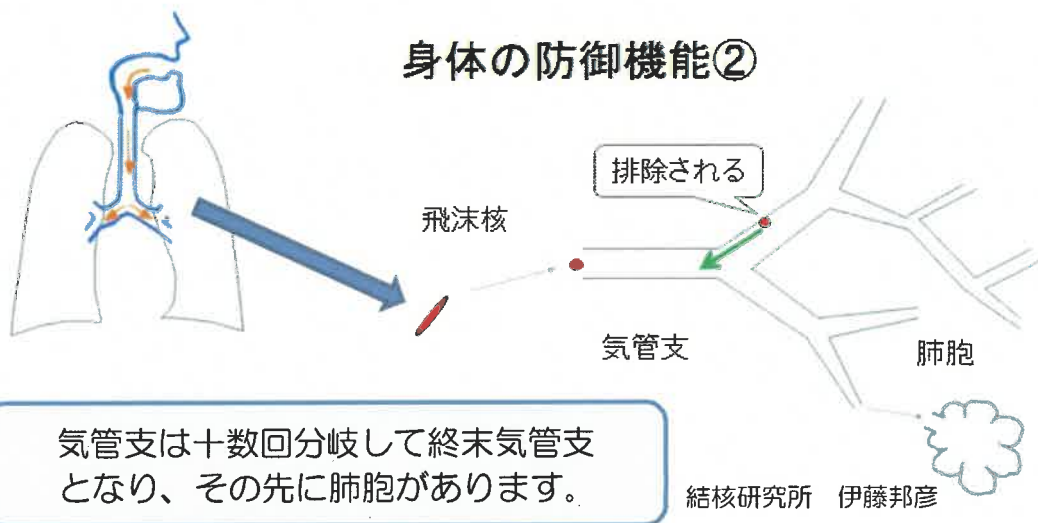 身体の防御機能②
排除される
飛沫核
気管支
肺胞
気管支は十数回分岐して終末気管支
となり、その先に肺胞があります。
結核研究所　伊藤邦彦